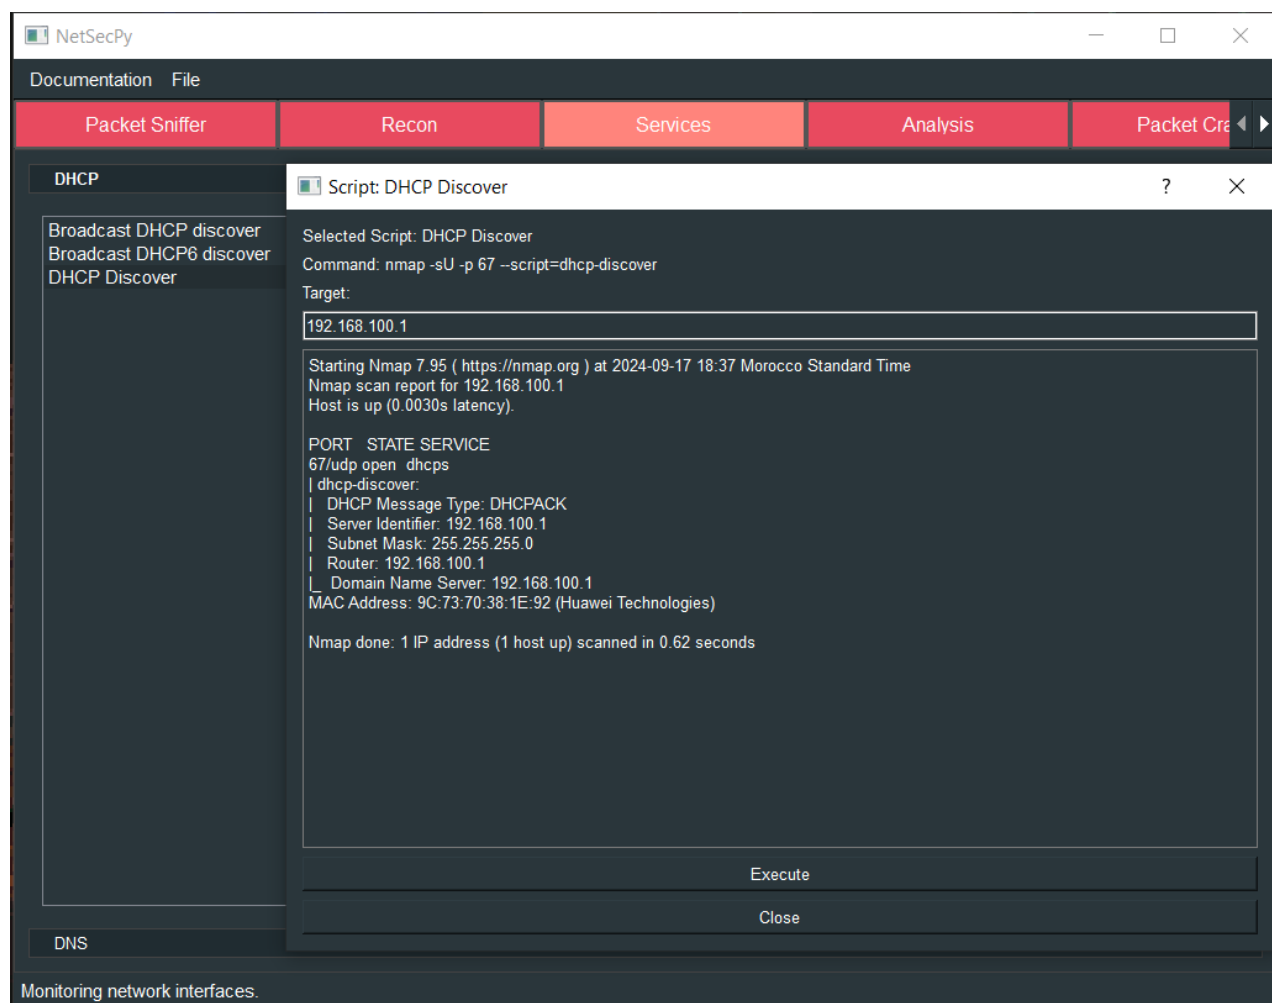 NetSecPy
Documentation File
Packet Sniffer Recon Services Analysis Packet Cra
DHCP
Broadcast DHCP discover
Broadcast DHCP6 discover
DHCP Discover
Script: DHCP Discover ?
Selected Script: DHCP Discover
Command: nmap -sU -p 67 --script=dhcp-discover
Target:
192.168.100.1
Starting Nmap 7.95 ( https://nmap.org ) at 2024-09-17 18:37 Morocco Standard Time
Nmap scan report for 192.168.100.1
Host is up (0.0030s latency).
PORT STATE SERVICE
67/udp open dhcps
| dhcp-discover:
| DHCP Message Type: DHCPACK
| Server Identifier: 192.168.100.1
| Subnet Mask: 255.255.255.0
| Router: 192.168.100.1
|_ Domain Name Server: 192.168.100.1
MAC Address: 9C:73:70:38:1E:92 (Huawei Technologies)
Nmap done: 1 IP address (1 host up) scanned in 0.62 seconds
Execute
Close
DNS
Monitoring network interfaces.